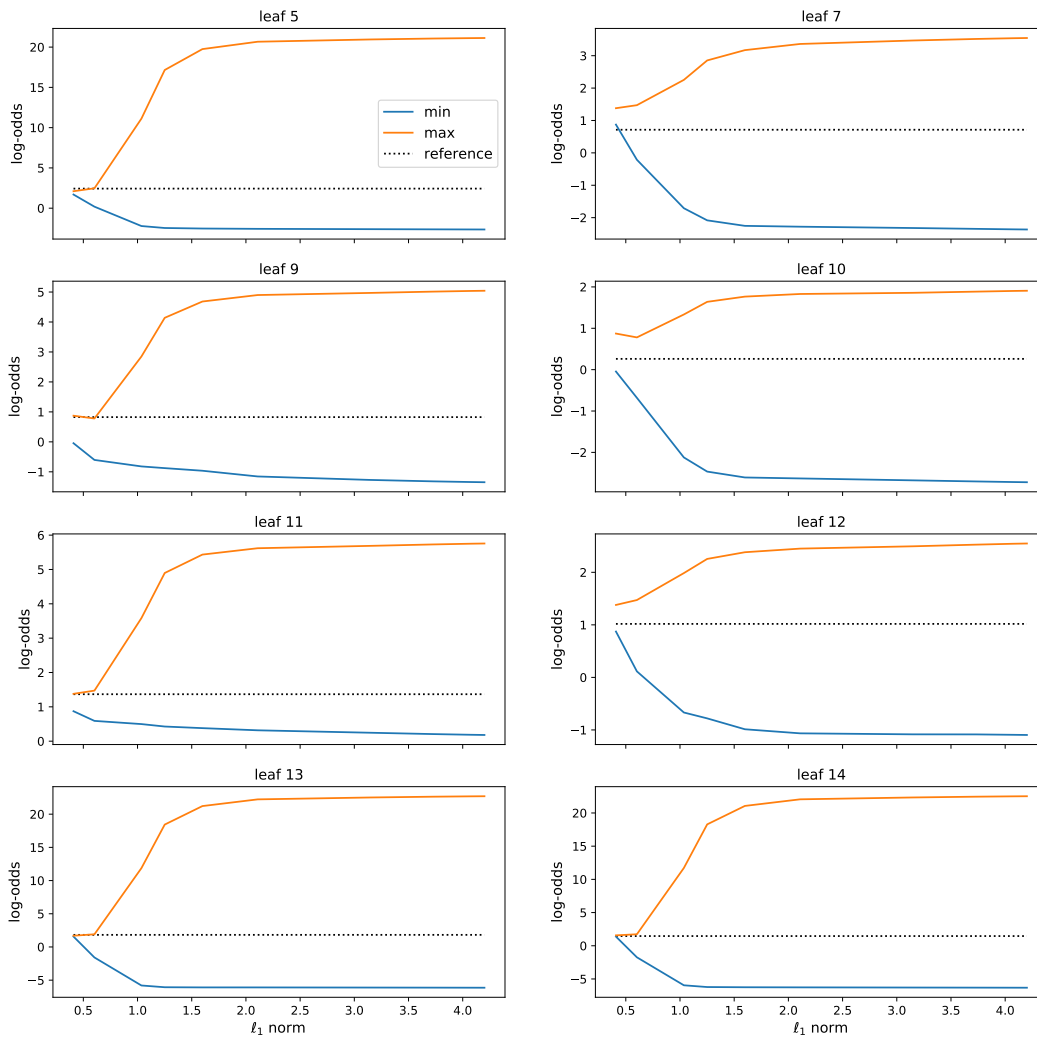 leaf 5
log-odds
20
15
10
5
0
min
max
reference
leaf 7
log-odds
3
2
1
0
−1
−2
leaf 9
log-odds
5
4
3
2
1
0
−1
leaf 10
log-odds
2
1
0
−1
−2
leaf 11
log-odds
6
5
4
3
2
1
0
leaf 12
log-odds
2
1
0
−1
leaf 13
log-odds
20
15
10
5
0
−5
0.5 1.0 1.5 2.0 2.5 3.0 3.5 4.0
ℓ₁ norm
leaf 14
log-odds
20
15
10
5
0
−5
0.5 1.0 1.5 2.0 2.5 3.0 3.5 4.0
ℓ₁ norm